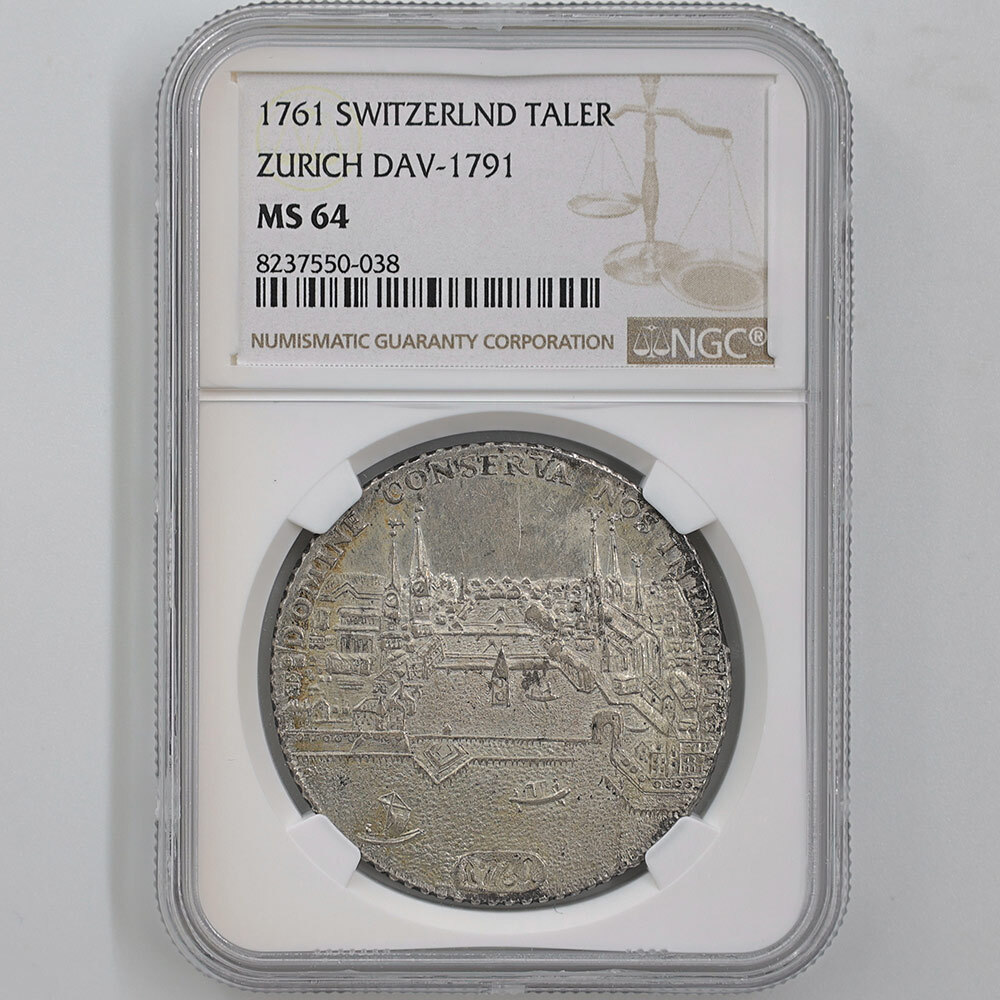 1761 SWITZERLND TALER
ZURICH DAV-1791
MS 64
8237550-038
NUMISMATIC GUARANTY CORPORATION
NGC®
DOMINE CONSERVA NOS IN
1761